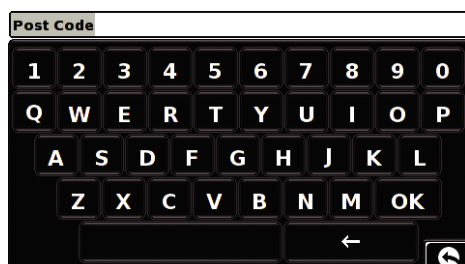 Post Code
1 2 3 4 5 6 7 8 9 0
Q W E R T Y U I O P
A S D F G H J K L
Z X C V B N M OK
←